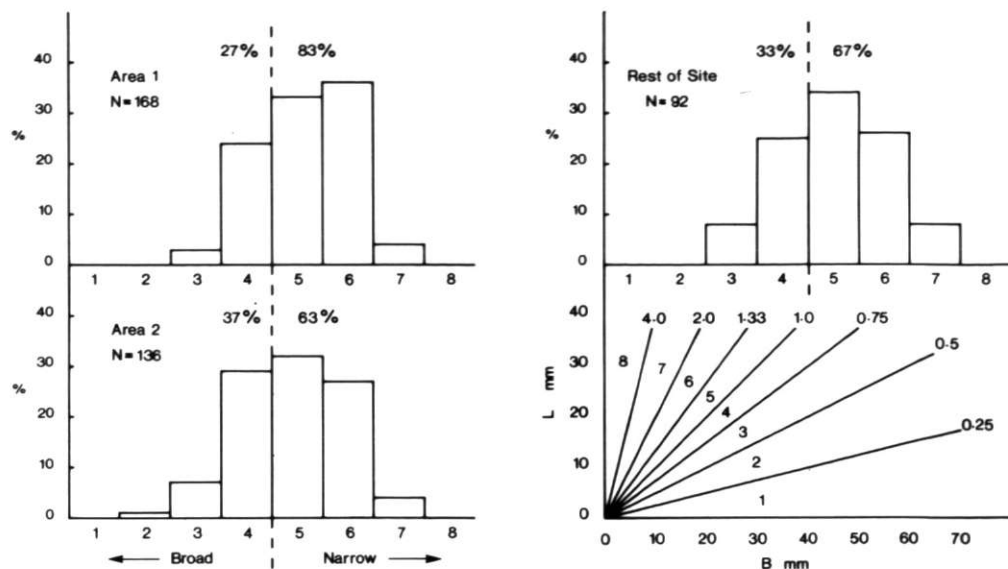 50
27% 83%
Area 1
N=168
40
30
%
20
10
0
1 2 3 4 5 6 7 8
40
37% 63%
Area 2
N=136
30
%
20
10
0
1 2 3 4 5 6 7 8
Broad Narrow
50
33% 67%
Rest of Site
N=92
40
30
%
20
10
0
1 2 3 4 5 6 7 8
40
4·0 2·0 1·33 1·0 0·75
0·5
0·25
8 7 6 5 4 3 2 1
30
L mm
20
10
0
0 10 20 30 40 50 60 70
B mm